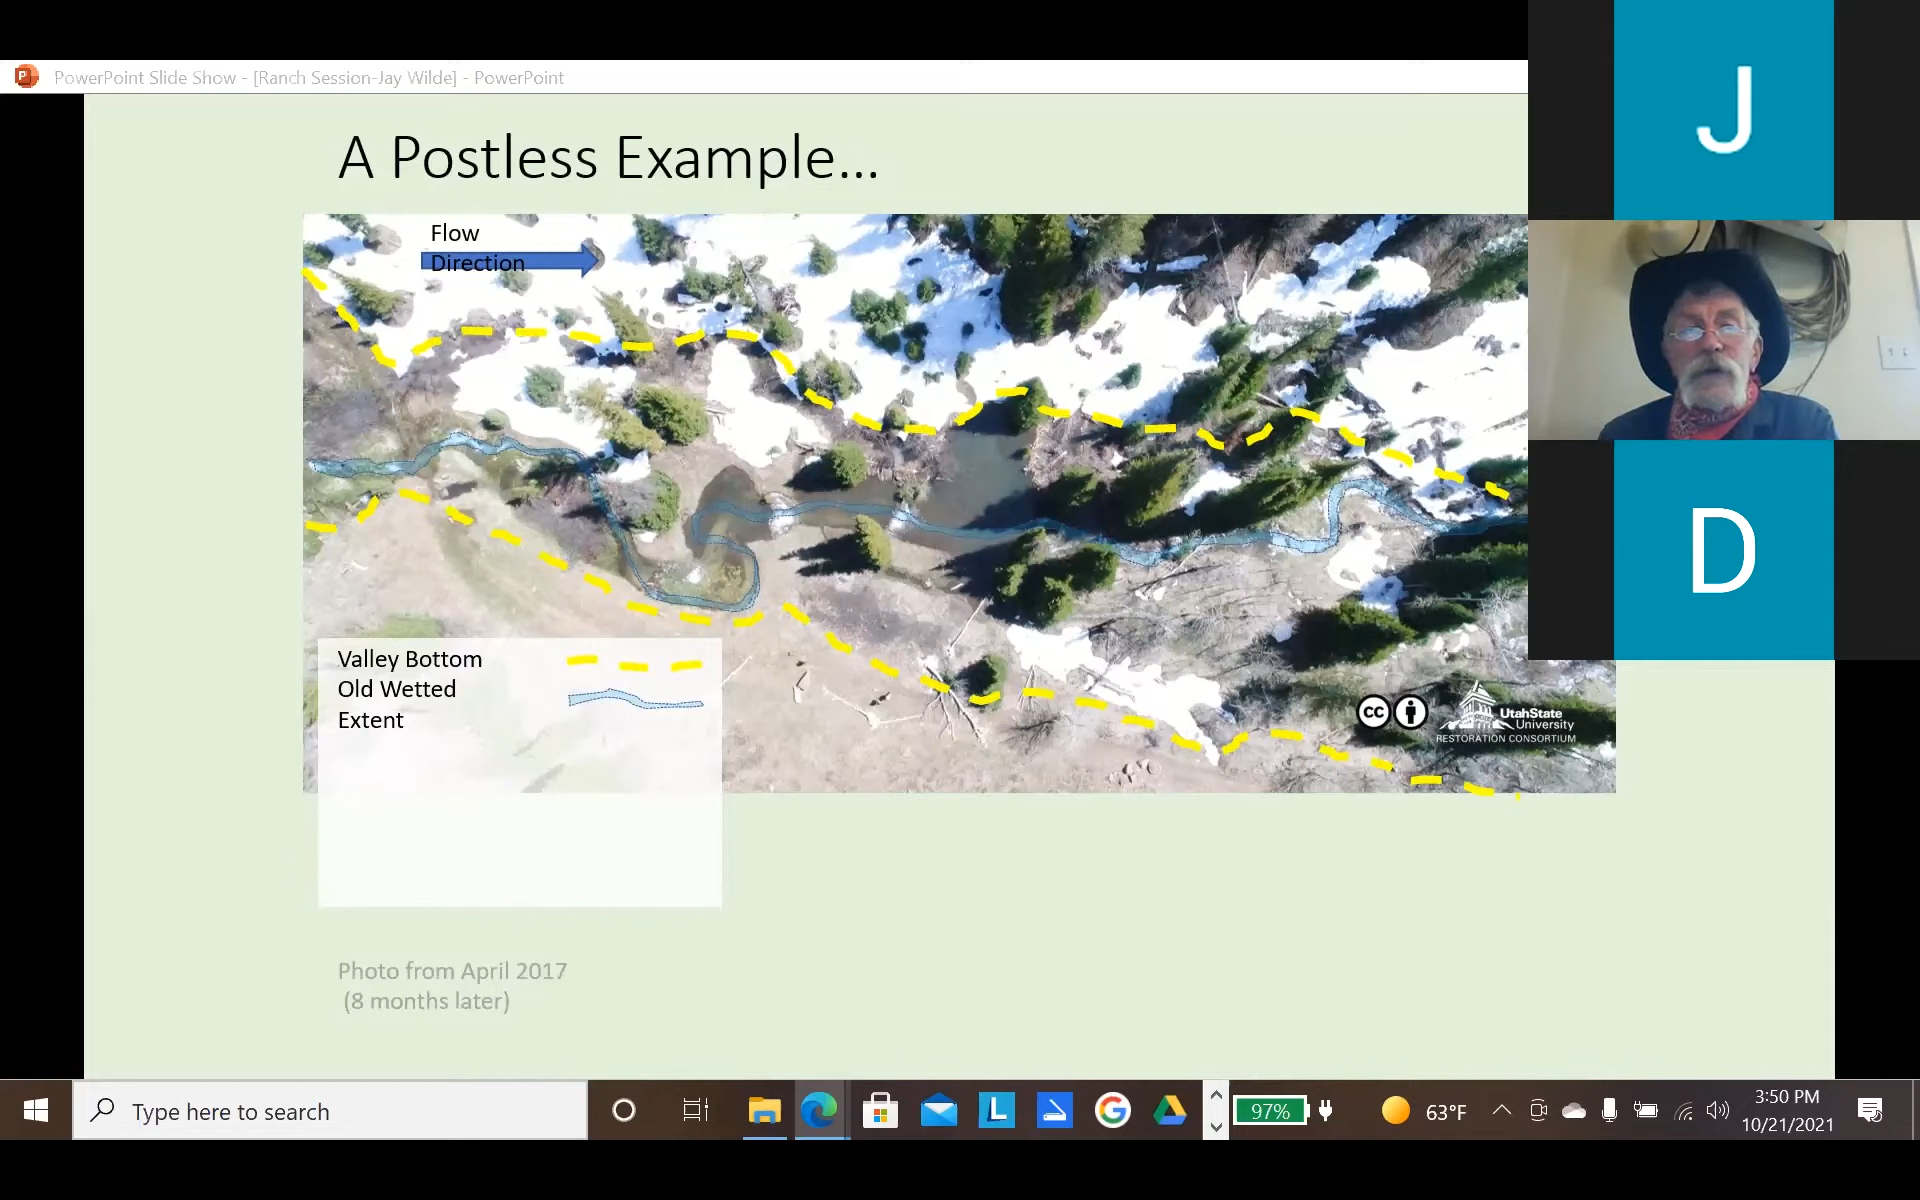 PowerPoint Slide Show - [Ranch Session-Jay Wilde] - PowerPoint
J
A Postless Example...
Flow
Direction
D
Valley Bottom
Old Wetted
Extent
cc
UtahState
University
RESTORATION CONSORTIUM
Photo from April 2017
(8 months later)
Type here to search
L
G
97%
63°F
3:50 PM
10/21/2021